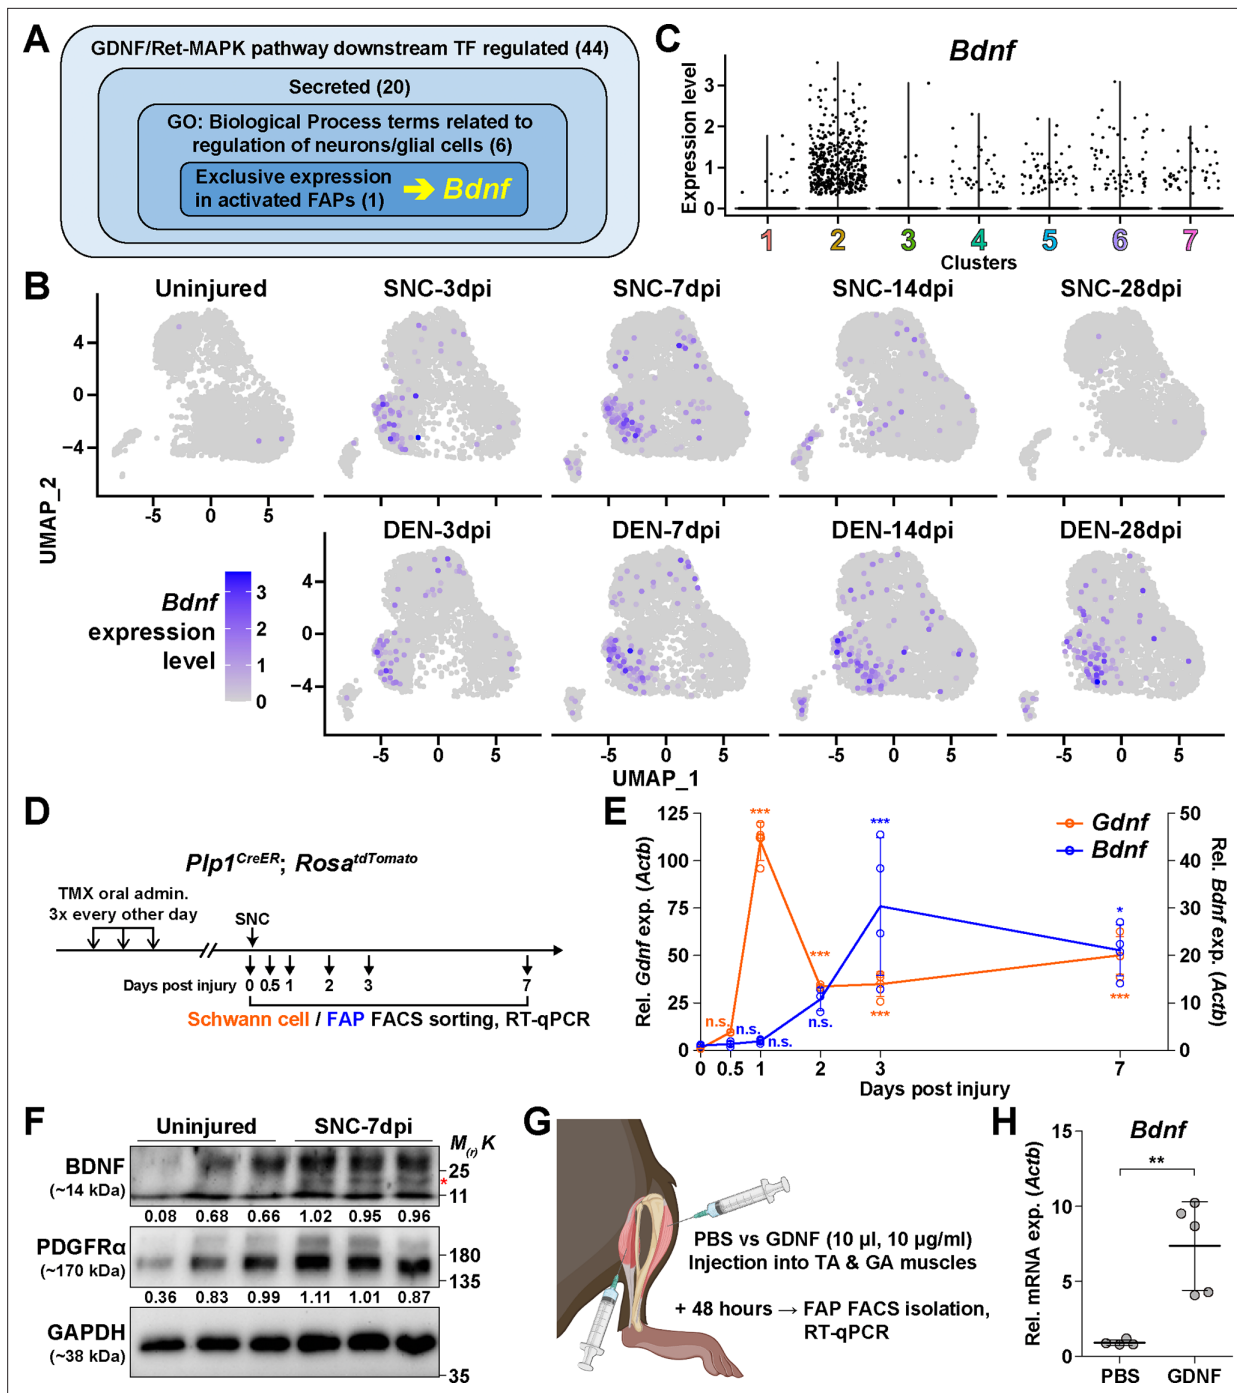 A
GDNF/Ret-MAPK pathway downstream TF regulated (44)
Secreted (20)
GO: Biological Process terms related to
regulation of neurons/glial cells (6)
Exclusive expression
in activated FAPs (1)
➔ Bdnf
C
Bdnf
Expression level
3
2
1
0
1 2 3 4 5 6 7
Clusters
B
Uninjured SNC-3dpi SNC-7dpi SNC-14dpi SNC-28dpi
4
0
−4
-5 0 5
UMAP_2
DEN-3dpi DEN-7dpi DEN-14dpi DEN-28dpi
Bdnf
expression
level
3
2
1
0
4
0
−4
-5 0 5 -5 0 5 -5 0 5 -5 0 5
UMAP_1
D
Plp1CreER; RosatdTomato
TMX oral admin.
3x every other day
SNC
Days post injury 0 0.5 1 2 3 7
Schwann cell / FAP FACS sorting, RT-qPCR
E
Rel. Gdnf exp. (Actb)
125
100
75
50
25
0
Gdnf
Bdnf
*** *** *** *** * ***
n.s. n.s. n.s. n.s.
50
40
30
20
10
0
Rel. Bdnf exp. (Actb)
0 0.5 1 2 3 7
Days post injury
F
Uninjured SNC-7dpi M(r) K
BDNF
(~14 kDa)
25
*
11
0.08 0.68 0.66 1.02 0.95 0.96
PDGFRα
(~170 kDa)
180
135
0.36 0.83 0.99 1.11 1.01 0.87
GAPDH
(~38 kDa)
35
G
PBS vs GDNF (10 µl, 10 µg/ml)
Injection into TA & GA muscles
+ 48 hours → FAP FACS isolation,
RT-qPCR
H
Bdnf
Rel. mRNA exp. (Actb)
15
10
5
0
**
PBS GDNF